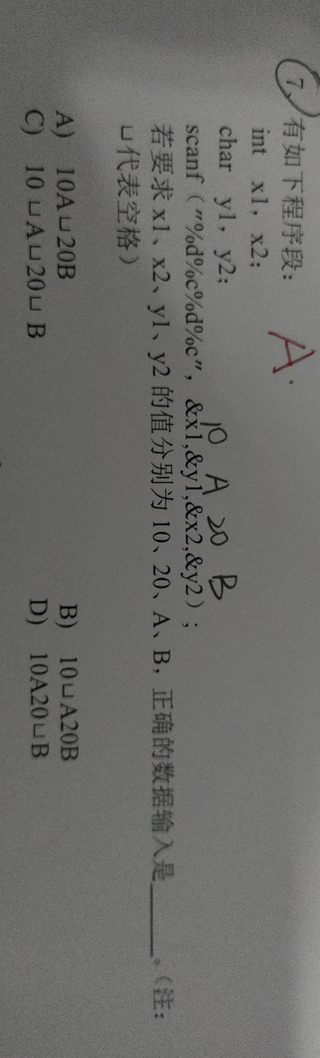 7、有如下程序段：
A.
int x1，x2；
char y1，y2；
10 A 20 B
scanf（"%d%c%d%c"，&x1,&y1,&x2,&y2）；
若要求 x1、x2、y1、y2 的值分别为 10、20、A、B，正确的数据输入是______。（注：
⊔代表空格）
A) 10A⊔20B B) 10⊔A20B
C) 10⊔A⊔20⊔B D) 10A20⊔B